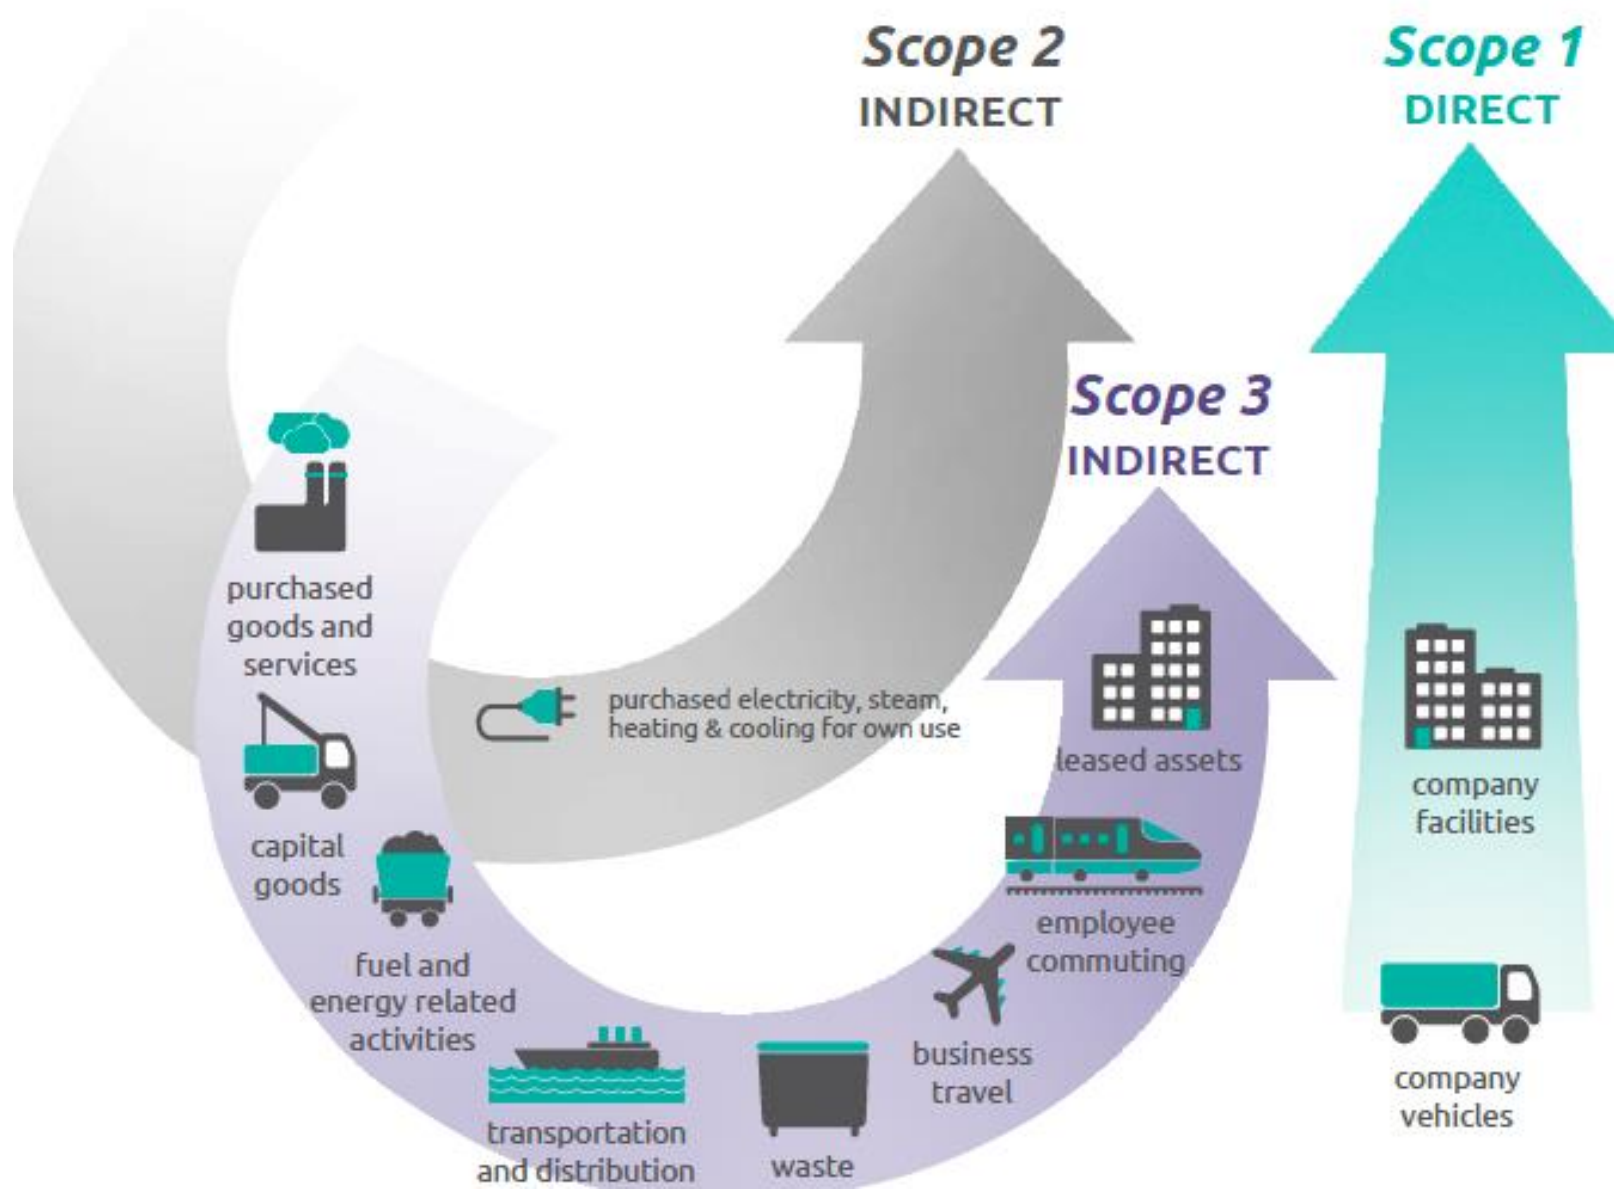 Scope 2
INDIRECT
Scope 1
DIRECT
Scope 3
INDIRECT
purchased
goods and
services
capital
goods
fuel and
energy related
activities
transportation
and distribution
waste
business
travel
employee
commuting
leased assets
purchased electricity, steam,
heating & cooling for own use
company
facilities
company
vehicles